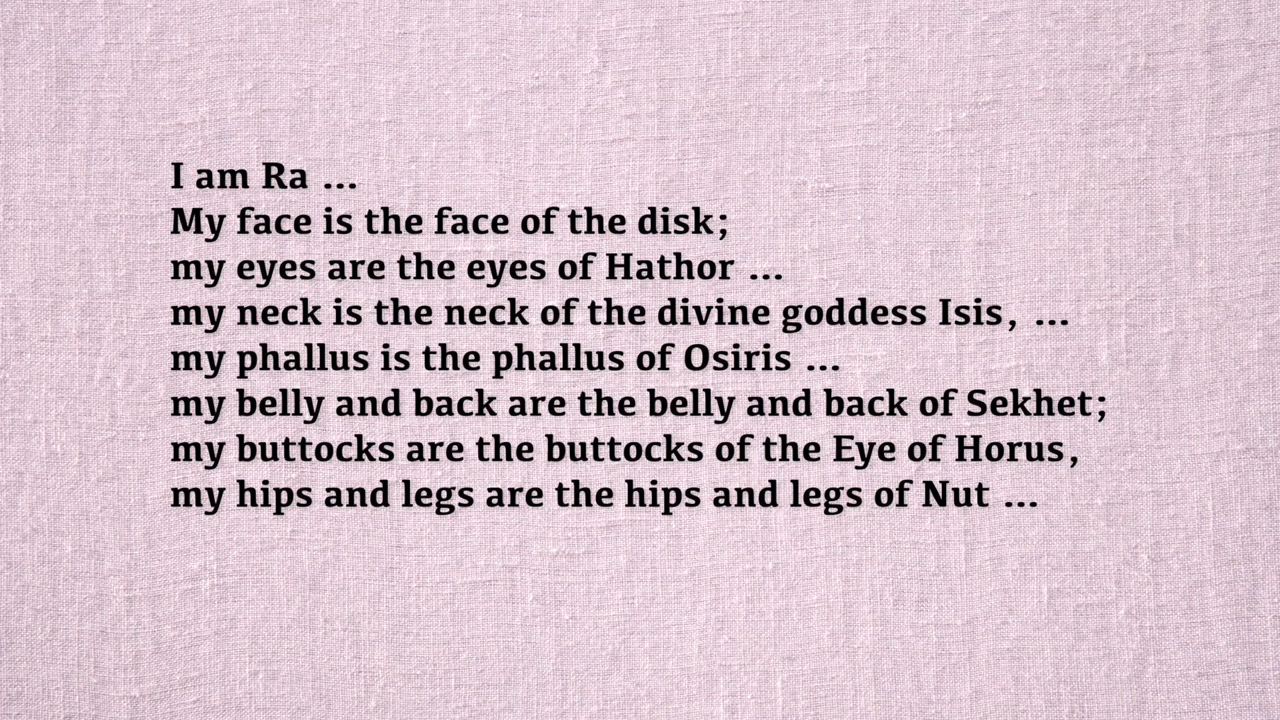 I am Ra ...
My face is the face of the disk;
my eyes are the eyes of Hathor ...
my neck is the neck of the divine goddess Isis, ...
my phallus is the phallus of Osiris ...
my belly and back are the belly and back of Sekhet;
my buttocks are the buttocks of the Eye of Horus,
my hips and legs are the hips and legs of Nut ...